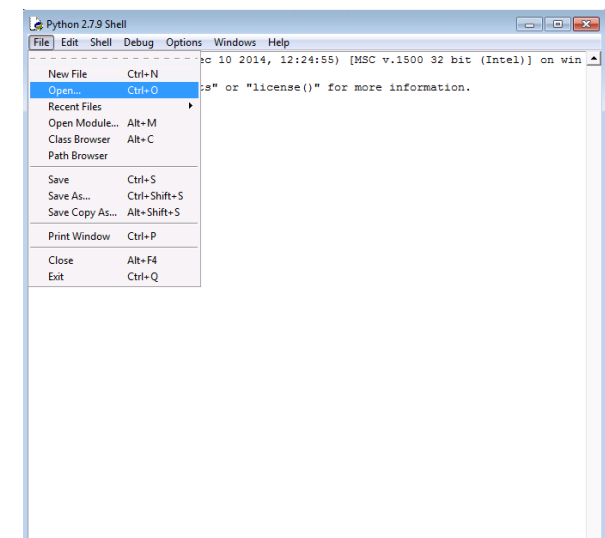 Python 2.7.9 Shell
File Edit Shell Debug Options Windows Help
ec 10 2014, 12:24:55) [MSC v.1500 32 bit (Intel)] on win
New File Ctrl+N
Open... Ctrl+O s" or "license()" for more information.
Recent Files
Open Module... Alt+M
Class Browser Alt+C
Path Browser
Save Ctrl+S
Save As... Ctrl+Shift+S
Save Copy As... Alt+Shift+S
Print Window Ctrl+P
Close Alt+F4
Exit Ctrl+Q